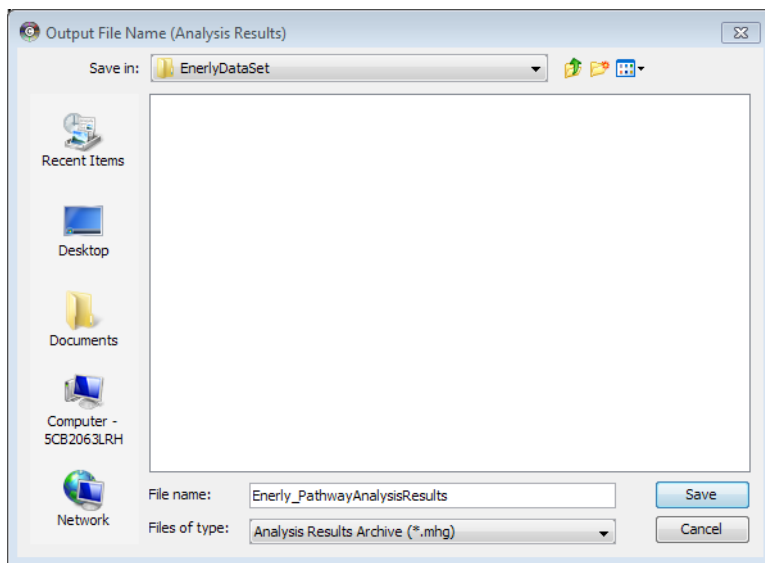 Output File Name (Analysis Results)
Save in:
EnerlyDataSet
Recent Items
Desktop
Documents
Computer -
5CB2063LRH
Network
File name:
Enerly_PathwayAnalysisResults
Save
Files of type:
Analysis Results Archive (*.mhg)
Cancel